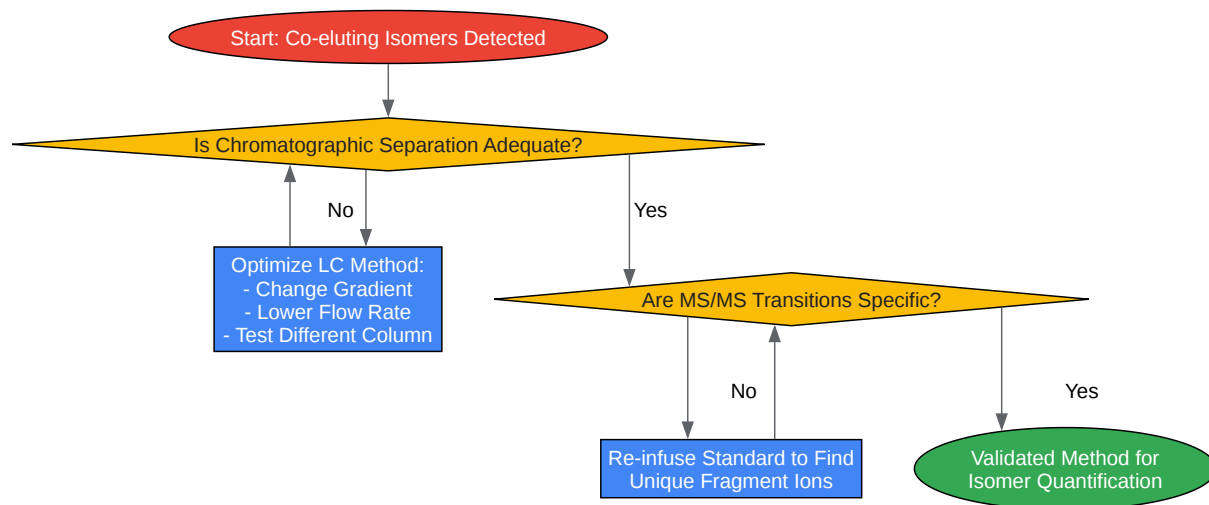 Start: Co-eluting Isomers Detected
Is Chromatographic Separation Adequate?
No
Yes
Optimize LC Method:
- Change Gradient
- Lower Flow Rate
- Test Different Column
Are MS/MS Transitions Specific?
No
Yes
Re-infuse Standard to Find
Unique Fragment Ions
Validated Method for
Isomer Quantification